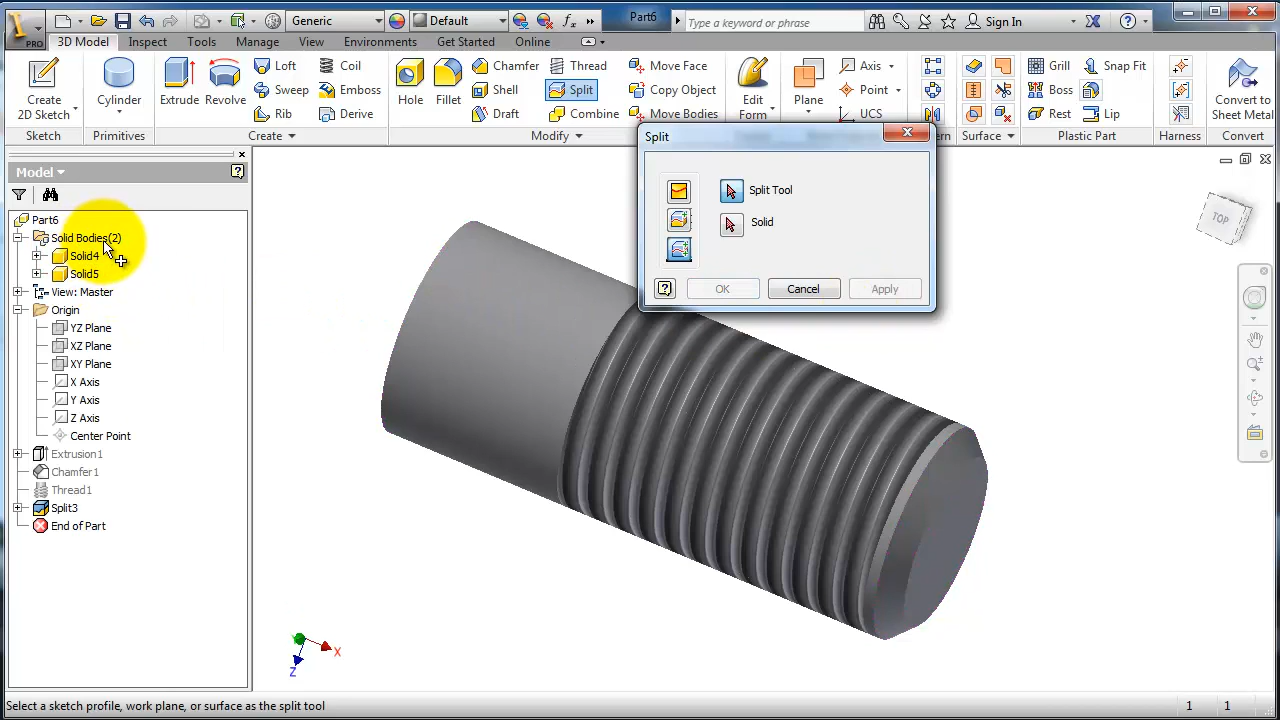 PRO
Generic
Default
Part6
Type a keyword or phrase
Sign In
3D Model
Inspect
Tools
Manage
View
Environments
Get Started
Online
Create
2D Sketch
Sketch
Cylinder
Primitives
Extrude
Revolve
Loft
Sweep
Rib
Coil
Emboss
Derive
Create
Hole
Fillet
Chamfer
Shell
Draft
Thread
Split
Combine
Move Face
Copy Object
Move Bodies
Modify
Edit
Form
Plane
Axis
Point
UCS
Surface
Grill
Boss
Rest
Snap Fit
Lip
Plastic Part
Harness
Convert to
Sheet Metal
Convert
Model
Part6
Solid Bodies(2)
Solid4
Solid5
View: Master
Origin
YZ Plane
XZ Plane
XY Plane
X Axis
Y Axis
Z Axis
Center Point
Extrusion1
Chamfer1
Thread1
Split3
End of Part
Split
Split Tool
Solid
OK
Cancel
Apply
TOP
X
Z
Select a sketch profile, work plane, or surface as the split tool
1
1